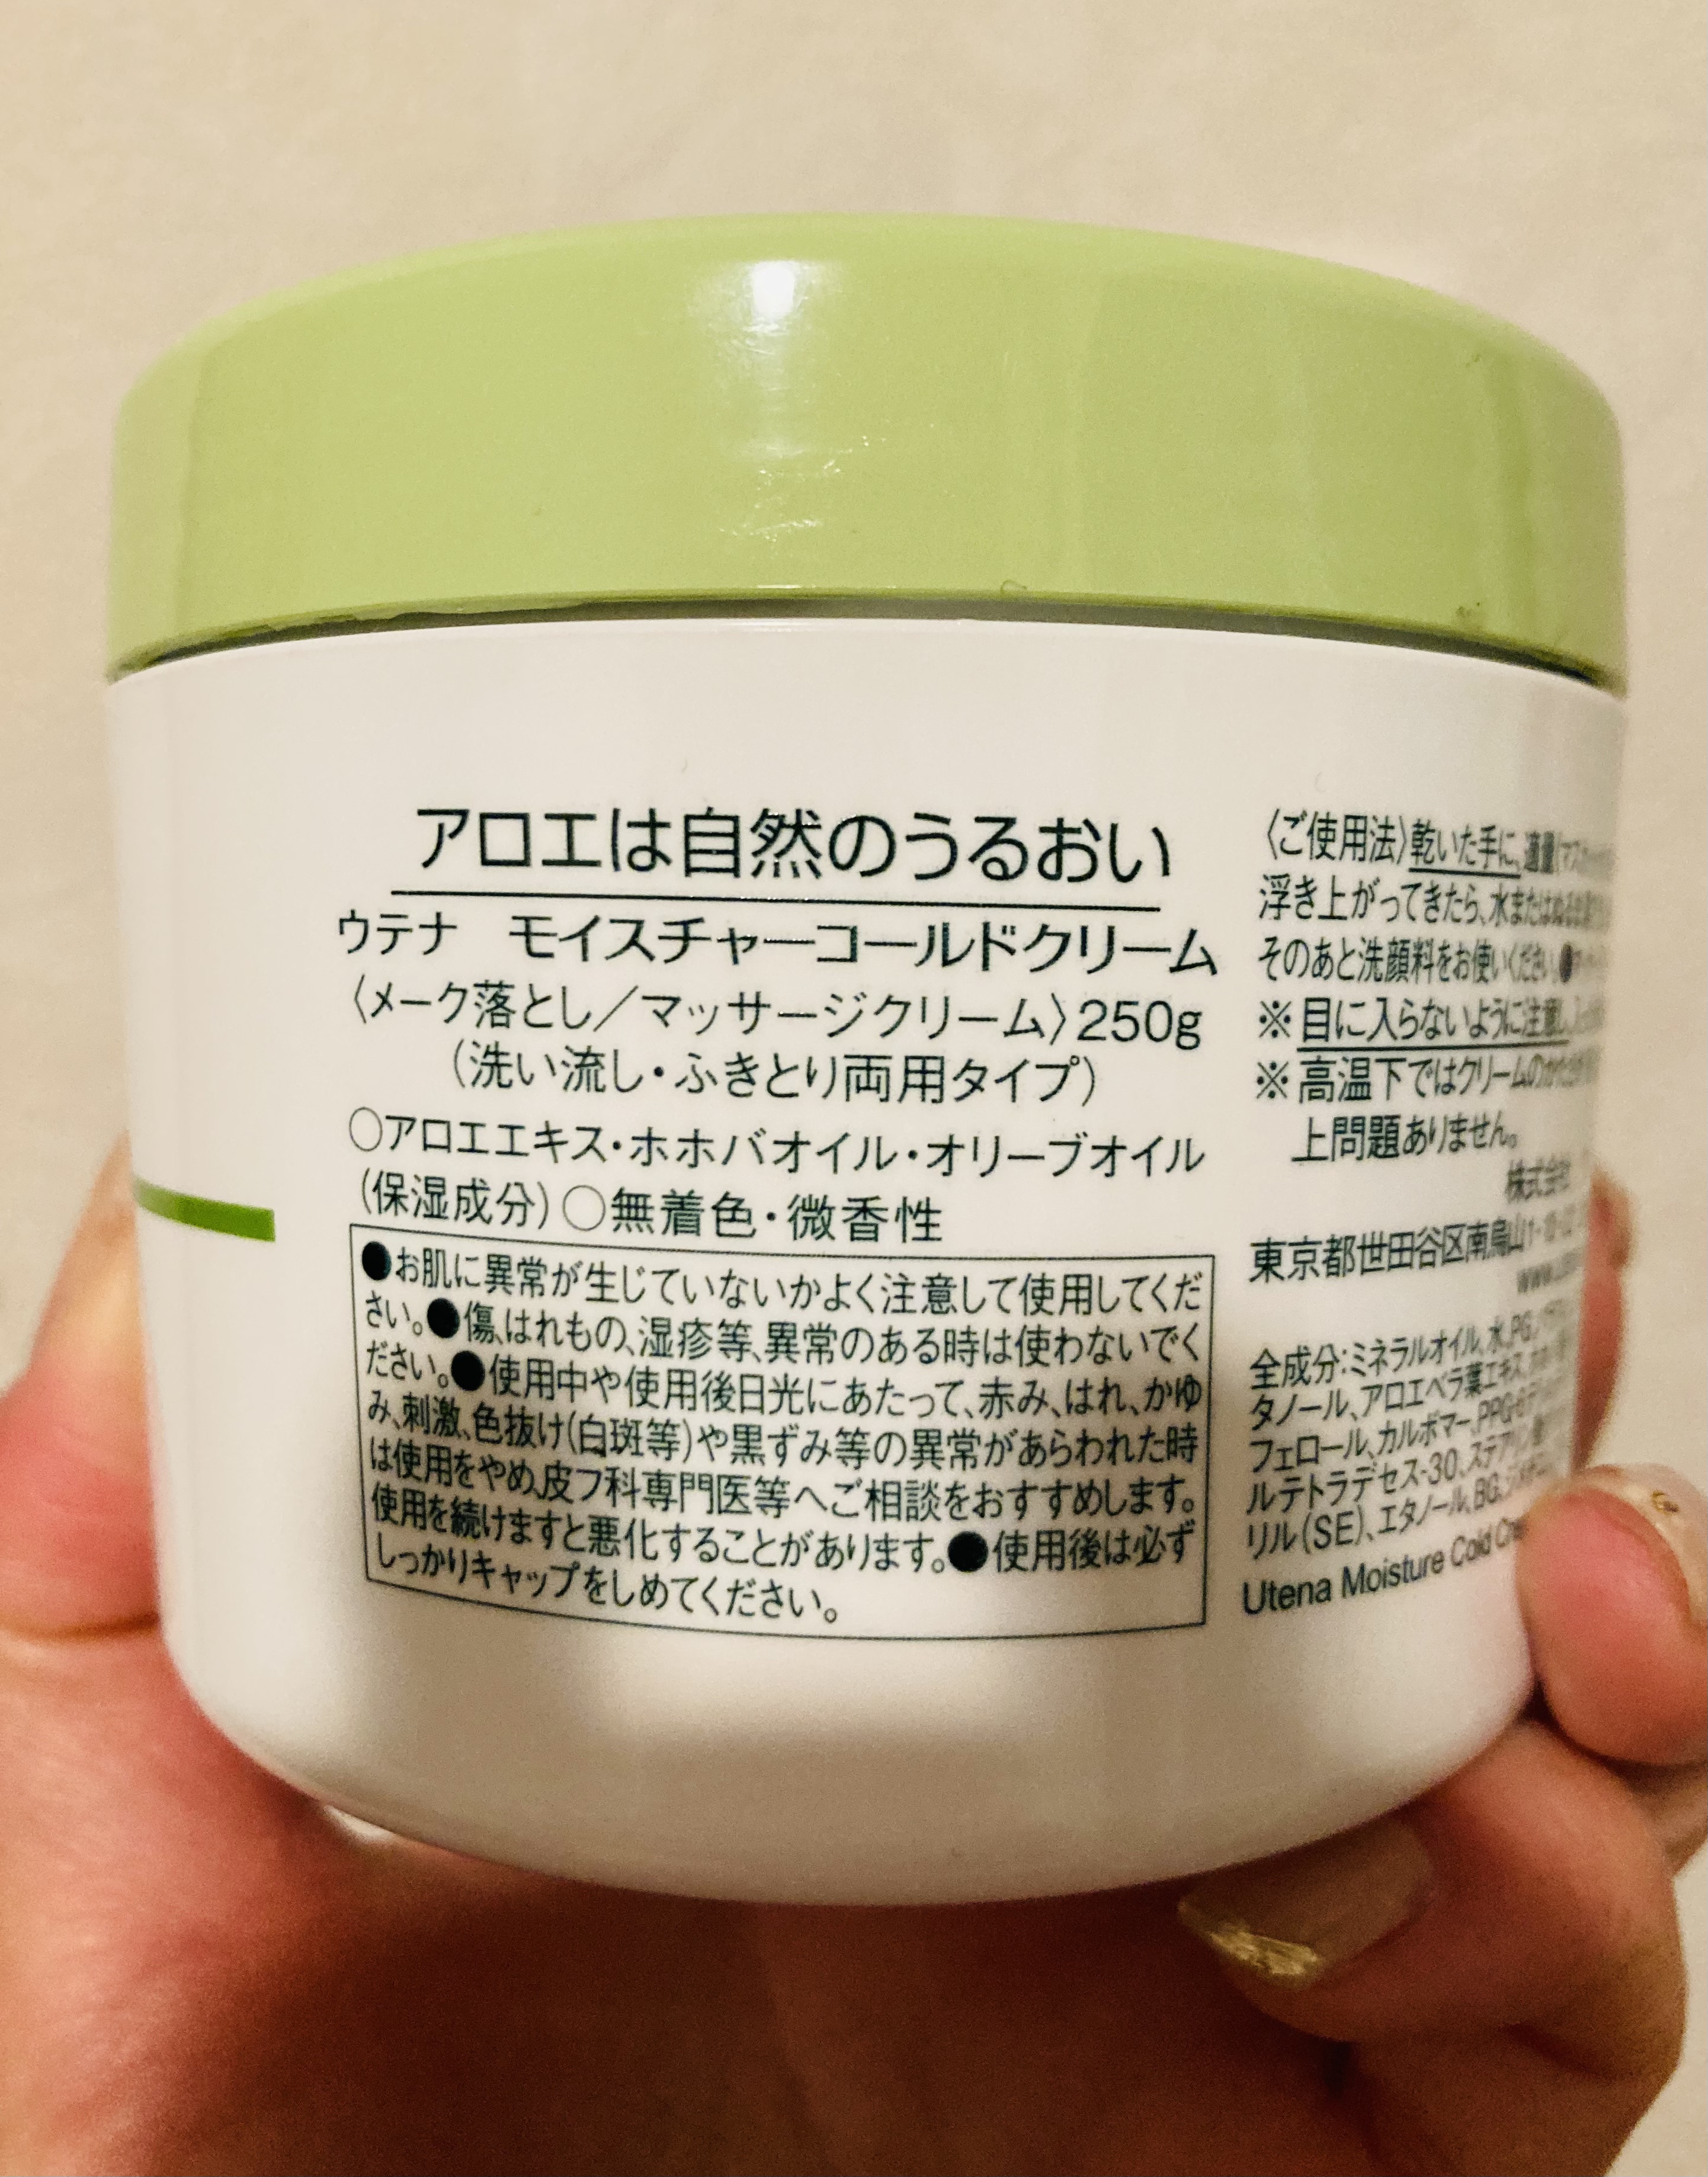 アロエは自然のうるおい
ウテナ　モイスチャーコールドクリーム
〈メーク落とし／マッサージクリーム〉250g
（洗い流し・ふきとり両用タイプ）
○アロエエキス・ホホバオイル・オリーブオイル
(保湿成分)○無着色・微香性
●お肌に異常が生じていないかよく注意して使用してくだ
さい。●傷、はれもの、湿疹等、異常のある時は使わないでく
ださい。●使用中や使用後日光にあたって、赤み、はれ、かゆ
み、刺激、色抜け(白斑等)や黒ずみ等の異常があらわれた時
は使用をやめ、皮フ科専門医等へご相談をおすすめします。
使用を続けますと悪化することがあります。●使用後は必ず
しっかりキャップをしめてください。
〈ご使用法〉乾いた手に、適量
浮き上がってきたら、水または
そのあと洗顔料をお使いください。●
※目に入らないように注意し、
※高温下ではクリームの
上問題ありません。
株式会社
東京都世田谷区南烏山1-
全成分:ミネラルオイル、水、PG、
タノール、アロエベラ葉エキス、
フェロール、カルボマー、PPG-6デシ
ルテトラデセス-30、ステアリン酸
リル(SE)、エタノール、BG、
Utena Moisture Cold